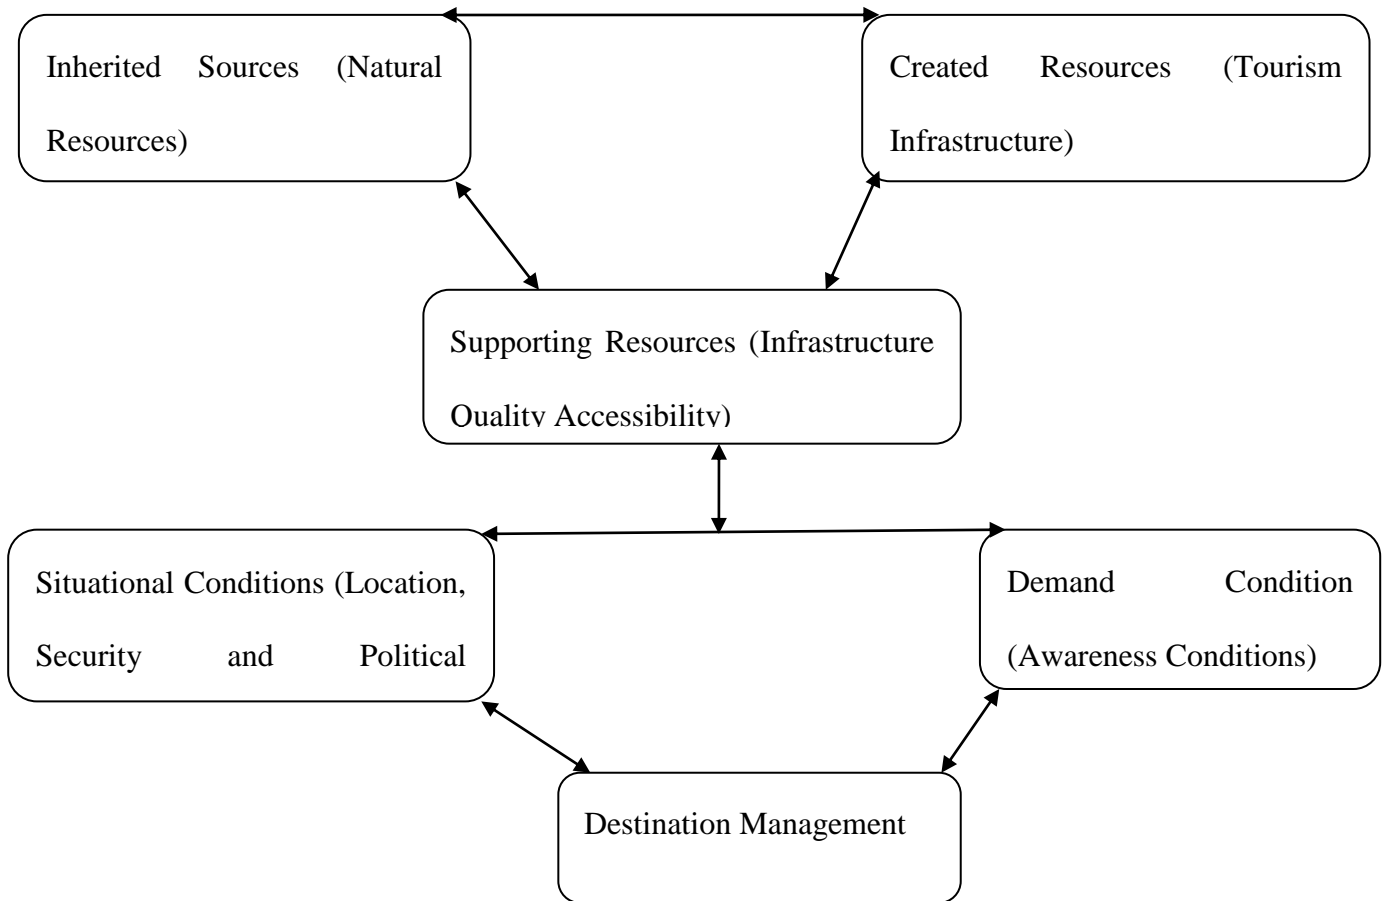 Inherited Sources (Natural
Resources)
Created Resources (Tourism
Infrastructure)
Supporting Resources (Infrastructure
Quality Accessibility)
Situational Conditions (Location,
Security and Political
Demand Condition
(Awareness Conditions)
Destination Management